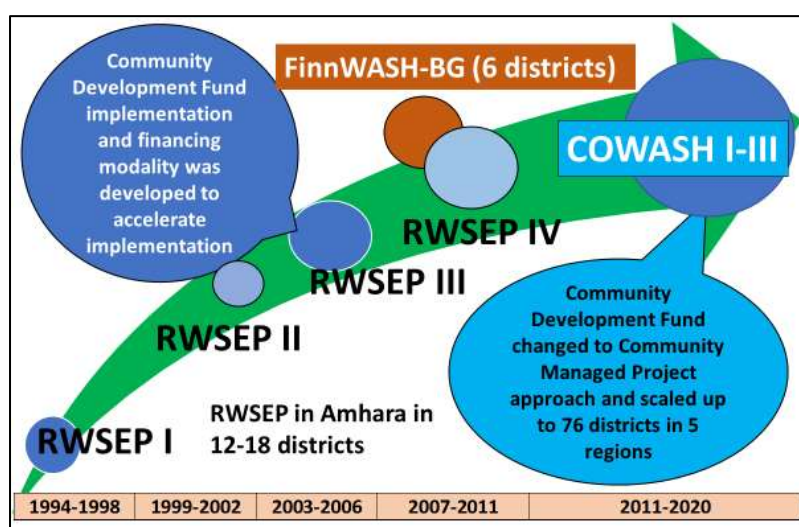 Community
Development Fund
implementation
and financing
modality was
developed to
accelerate
implementation
FinnWASH-BG (6 districts)
COWASH I-III
RWSEP IV
RWSEP III
RWSEP II
RWSEP I
RWSEP in Amhara in
12-18 districts
Community
Development Fund
changed to Community
Managed Project
approach and scaled up
to 76 districts in 5
regions
1994-1998 1999-2002 2003-2006 2007-2011 2011-2020